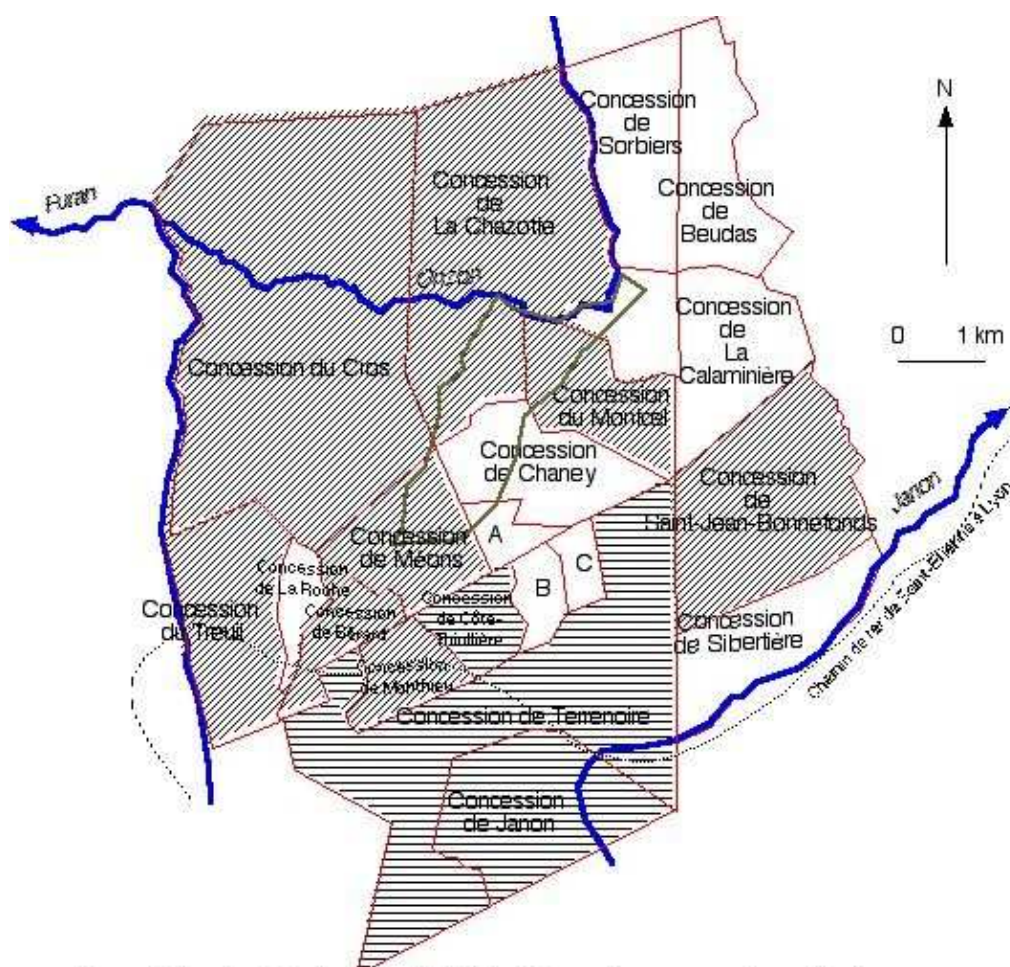 Concession
de
Sorbiers
N
Concession
de
La Chazotte
Concession
de
Beudas
Furan
Onzon
Concession
de
La
Calaminière
0 1 km
Concession du Cros
Concession
du Montcel
Concession
de Chaney
Concession
de
Saint-Jean-Bonnefonds
Janon
A
Concession
de Méons
B
C
Concession
de La Roche
Concession
de Bérard
Concession
de Côte-
Thiollière
Concession
du Treuil
Concession
de Sibertière
Concession
de Monthieu
Chemin de fer de Saint-Etienne à Lyon
Concession de Terrenoire
Concession
de Janon